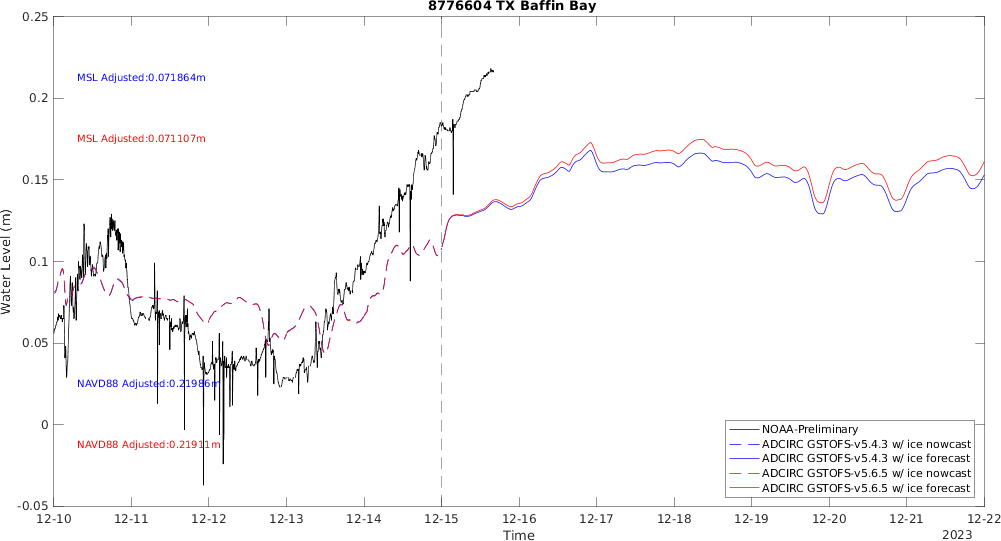 8776604 TX Baffin Bay
0.25
0.2
0.15
0.1
0.05
0
-0.05
Water Level (m)
MSL Adjusted:0.071864m
MSL Adjusted:0.071107m
NAVD88 Adjusted:0.21986m
NAVD88 Adjusted:0.21911m
NOAA-Preliminary
ADCIRC GSTOFS-v5.4.3 w/ ice nowcast
ADCIRC GSTOFS-v5.4.3 w/ ice forecast
ADCIRC GSTOFS-v5.6.5 w/ ice nowcast
ADCIRC GSTOFS-v5.6.5 w/ ice forecast
12-10 12-11 12-12 12-13 12-14 12-15 12-16 12-17 12-18 12-19 12-20 12-21 12-22
Time
2023